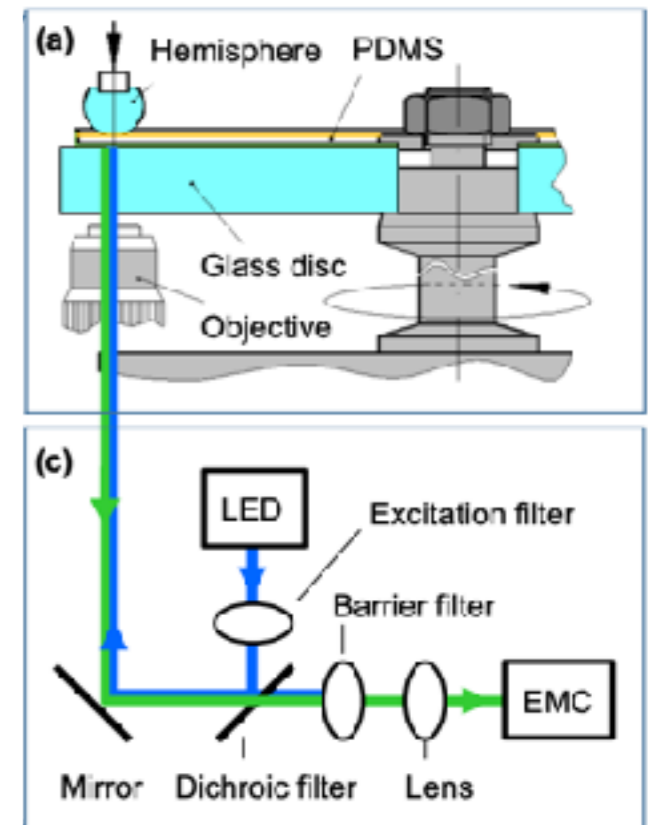 (a)
Hemisphere
PDMS
Glass disc
Objective
(c)
LED
Excitation filter
Barrier filter
EMC
Mirror
Dichroic filter
Lens